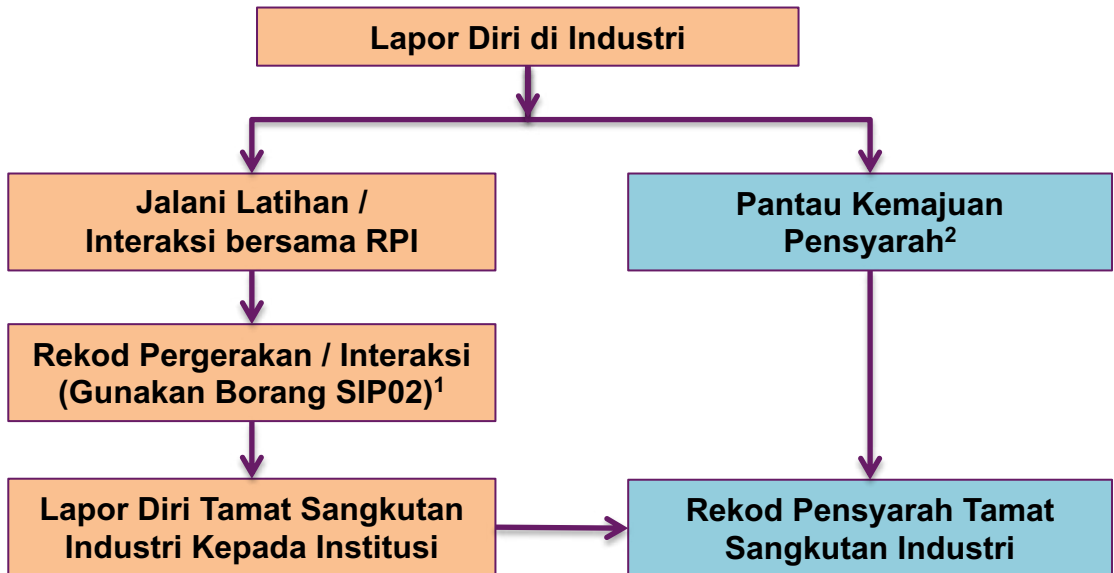 Lapor Diri di Industri
Jalani Latihan /
Interaksi bersama RPI
Pantau Kemajuan
Pensyarah²
Rekod Pergerakan / Interaksi
(Gunakan Borang SIP02)¹
Lapor Diri Tamat Sangkutan
Industri Kepada Institusi
Rekod Pensyarah Tamat
Sangkutan Industri